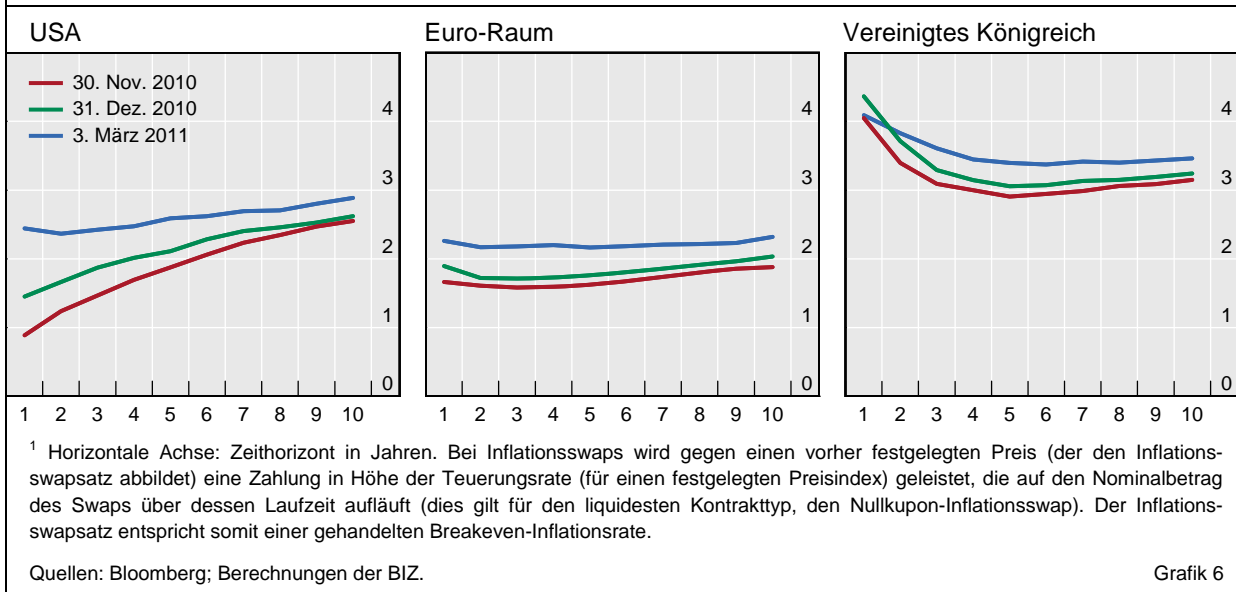 USA
Euro-Raum
Vereinigtes Königreich
30. Nov. 2010
31. Dez. 2010
3. März 2011
4
3
2
1
0
4
3
2
1
0
4
3
2
1
0
1 2 3 4 5 6 7 8 9 10
1 2 3 4 5 6 7 8 9 10
1 2 3 4 5 6 7 8 9 10
1 Horizontale Achse: Zeithorizont in Jahren. Bei Inflationsswaps wird gegen einen vorher festgelegten Preis (der den Inflations-
swapsatz abbildet) eine Zahlung in Höhe der Teuerungsrate (für einen festgelegten Preisindex) geleistet, die auf den Nominalbetrag
des Swaps über dessen Laufzeit aufläuft (dies gilt für den liquidesten Kontrakttyp, den Nullkupon-Inflationsswap). Der Inflations-
swapsatz entspricht somit einer gehandelten Breakeven-Inflationsrate.
Quellen: Bloomberg; Berechnungen der BIZ.
Grafik 6